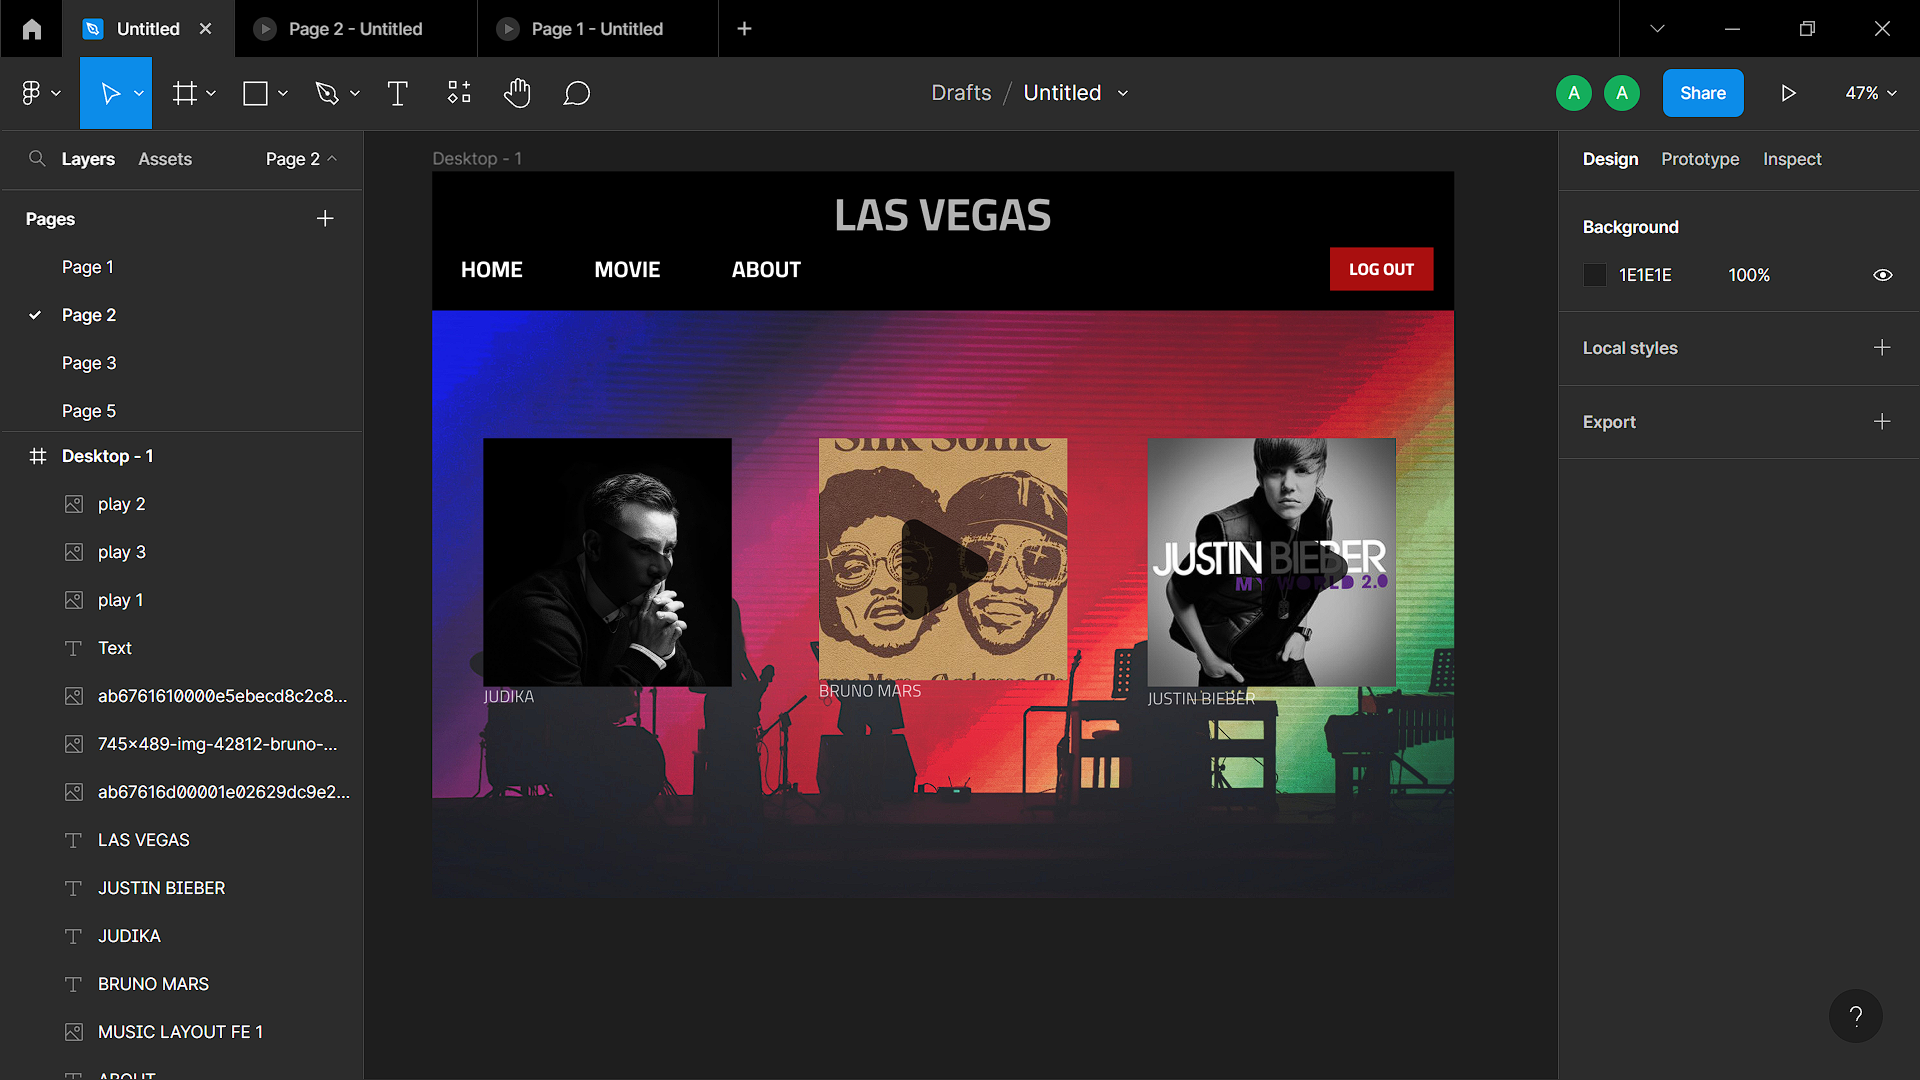 Untitled
Page 2 - Untitled
Page 1 - Untitled
Drafts / Untitled
A
A
Share
47%
Layers
Assets
Page 2
Design
Prototype
Inspect
Pages
Page 1
Page 2
Page 3
Page 5
Desktop - 1
play 2
play 3
play 1
Text
ab6761610000e5ebecd8c2c8...
745×489-img-42812-bruno-...
ab67616d00001e02629dc9e2...
LAS VEGAS
JUSTIN BIEBER
JUDIKA
BRUNO MARS
MUSIC LAYOUT FE 1
ABOUT
Desktop - 1
LAS VEGAS
HOME
MOVIE
ABOUT
LOG OUT
Silk Sonic
JUSTIN BIEBER
MY WORLD 2.0
JUDIKA
BRUNO MARS
JUSTIN BIEBER
Background
1E1E1E
100%
Local styles
Export
?